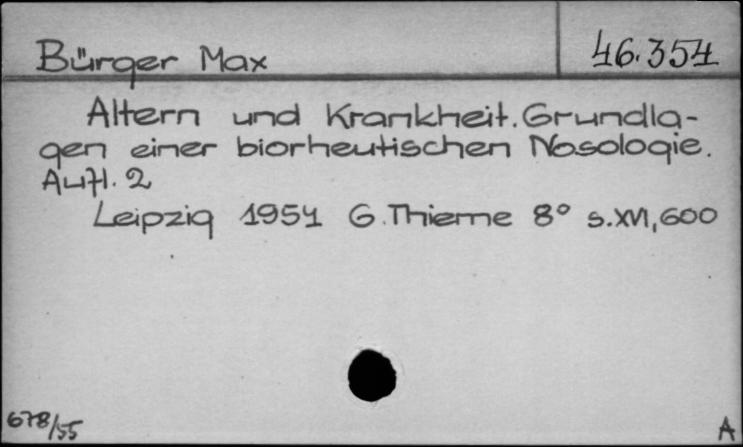 Bürger Max 46.354
Altern und Krankheit. Grundla-
gen einer biorheutischen Nosologie.
Aufl. 2
Leipzig 1954 G. Thieme 8° s. XVI, 600
678/55 A